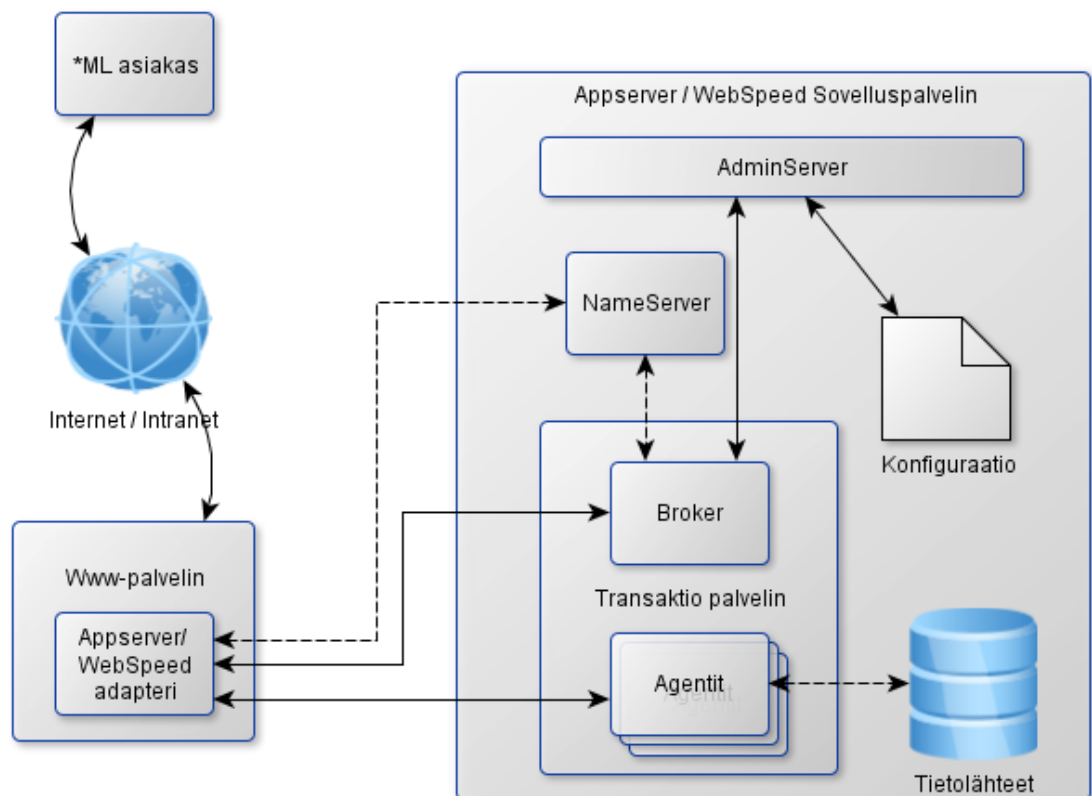 *ML asiakas
Appserver / WebSpeed Sovelluspalvelin
AdminServer
NameServer
Internet / Intranet
Konfiguraatio
Broker
Www-palvelin
Transaktio palvelin
Appserver/
WebSpeed
adapteri
Agentit
Agentit
Tietolähteet